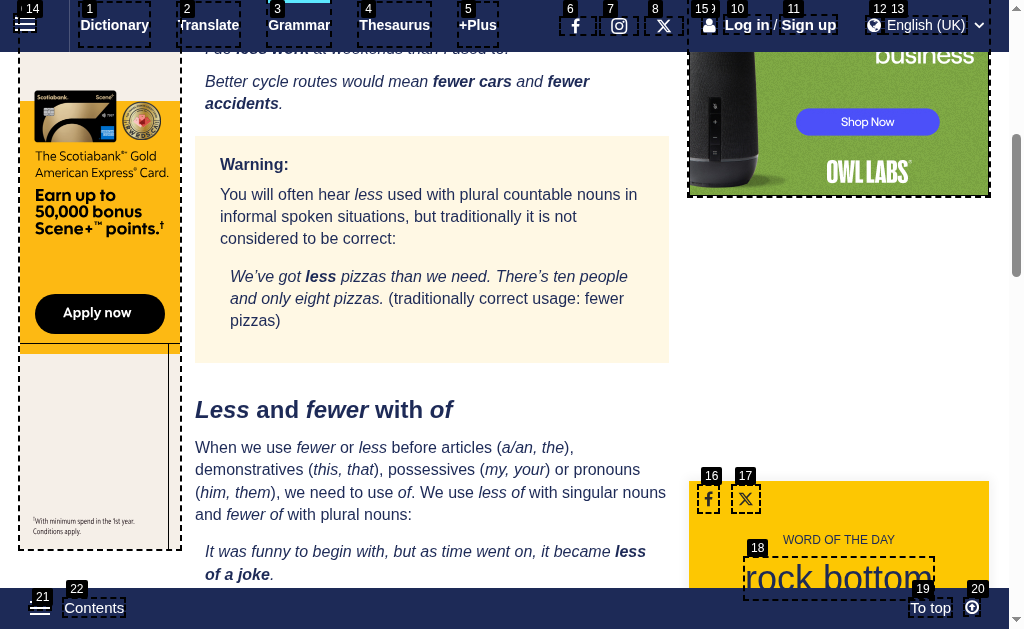 14 1 2 3 4 5 6 7 8 15 9 10 11 12 13
Dictionary Translate Grammar Thesaurus +Plus Log in / Sign up English (UK)
I do less work at weekends than I used to.
Better cycle routes would mean fewer cars and fewer
accidents.
Warning:
You will often hear less used with plural countable nouns in
informal spoken situations, but traditionally it is not
considered to be correct:
We've got less pizzas than we need. There's ten people
and only eight pizzas. (traditionally correct usage: fewer
pizzas)
Less and fewer with of
When we use fewer or less before articles (a/an, the),
demonstratives (this, that), possessives (my, your) or pronouns
(him, them), we need to use of. We use less of with singular nouns
and fewer of with plural nouns:
It was funny to begin with, but as time went on, it became less
of a joke.
Scotiabank. Scene+
The Scotiabank™ Gold
American Express® Card.
Earn up to
50,000 bonus
Scene+™ points.†
Apply now
†With minimum spend in the 1st year.
Conditions apply.
business
Shop Now
OWL LABS®
16 17
WORD OF THE DAY
18
rock bottom
21 22 19 20
Contents To top